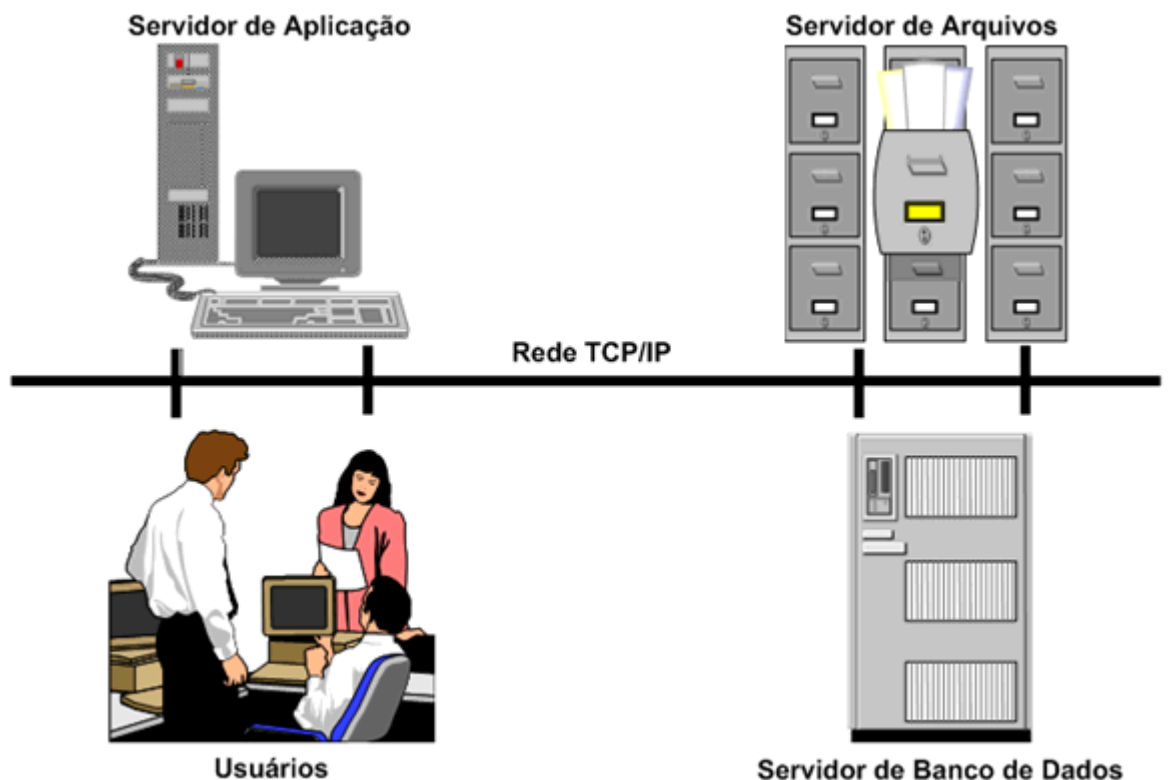 Servidor de Aplicação
Servidor de Arquivos
Rede TCP/IP
Usuários
Servidor de Banco de Dados